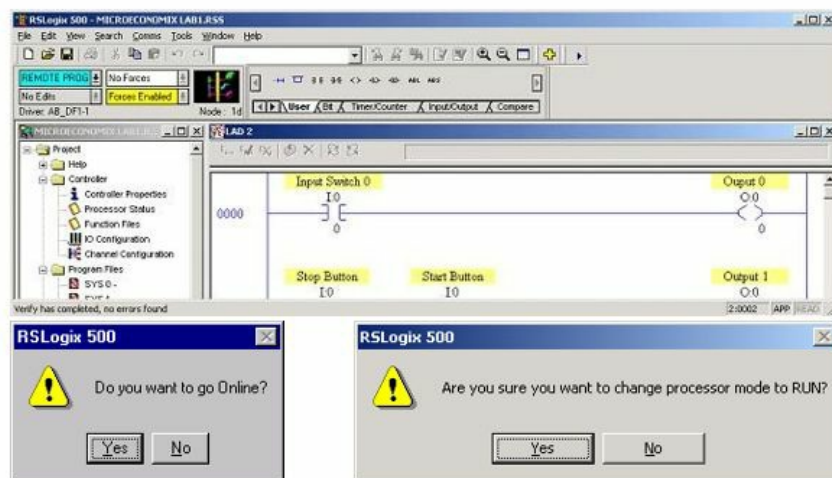 RSLogix 500 - MICROECONOMIX LAB1.RSS
File Edit View Search Comms Tools Window Help
REMOTE PROG No Forces
No Edits Forces Enabled
Driver: AB_DF1-1 Node: 1d
User Bit Timer/Counter Input/Output Compare
LAD 2
Project
Help
Controller
Controller Properties
Processor Status
Function Files
IO Configuration
Channel Configuration
Program Files
SYS 0 -
Input Switch 0
I:0
0
0000
Ouput 0
O:0
0
Stop Button
I:0
Start Button
I:0
Output 1
O:0
Verify has completed, no errors found
2:0002 APP READ
RSLogix 500
Do you want to go Online?
Yes No
RSLogix 500
Are you sure you want to change processor mode to RUN?
Yes No